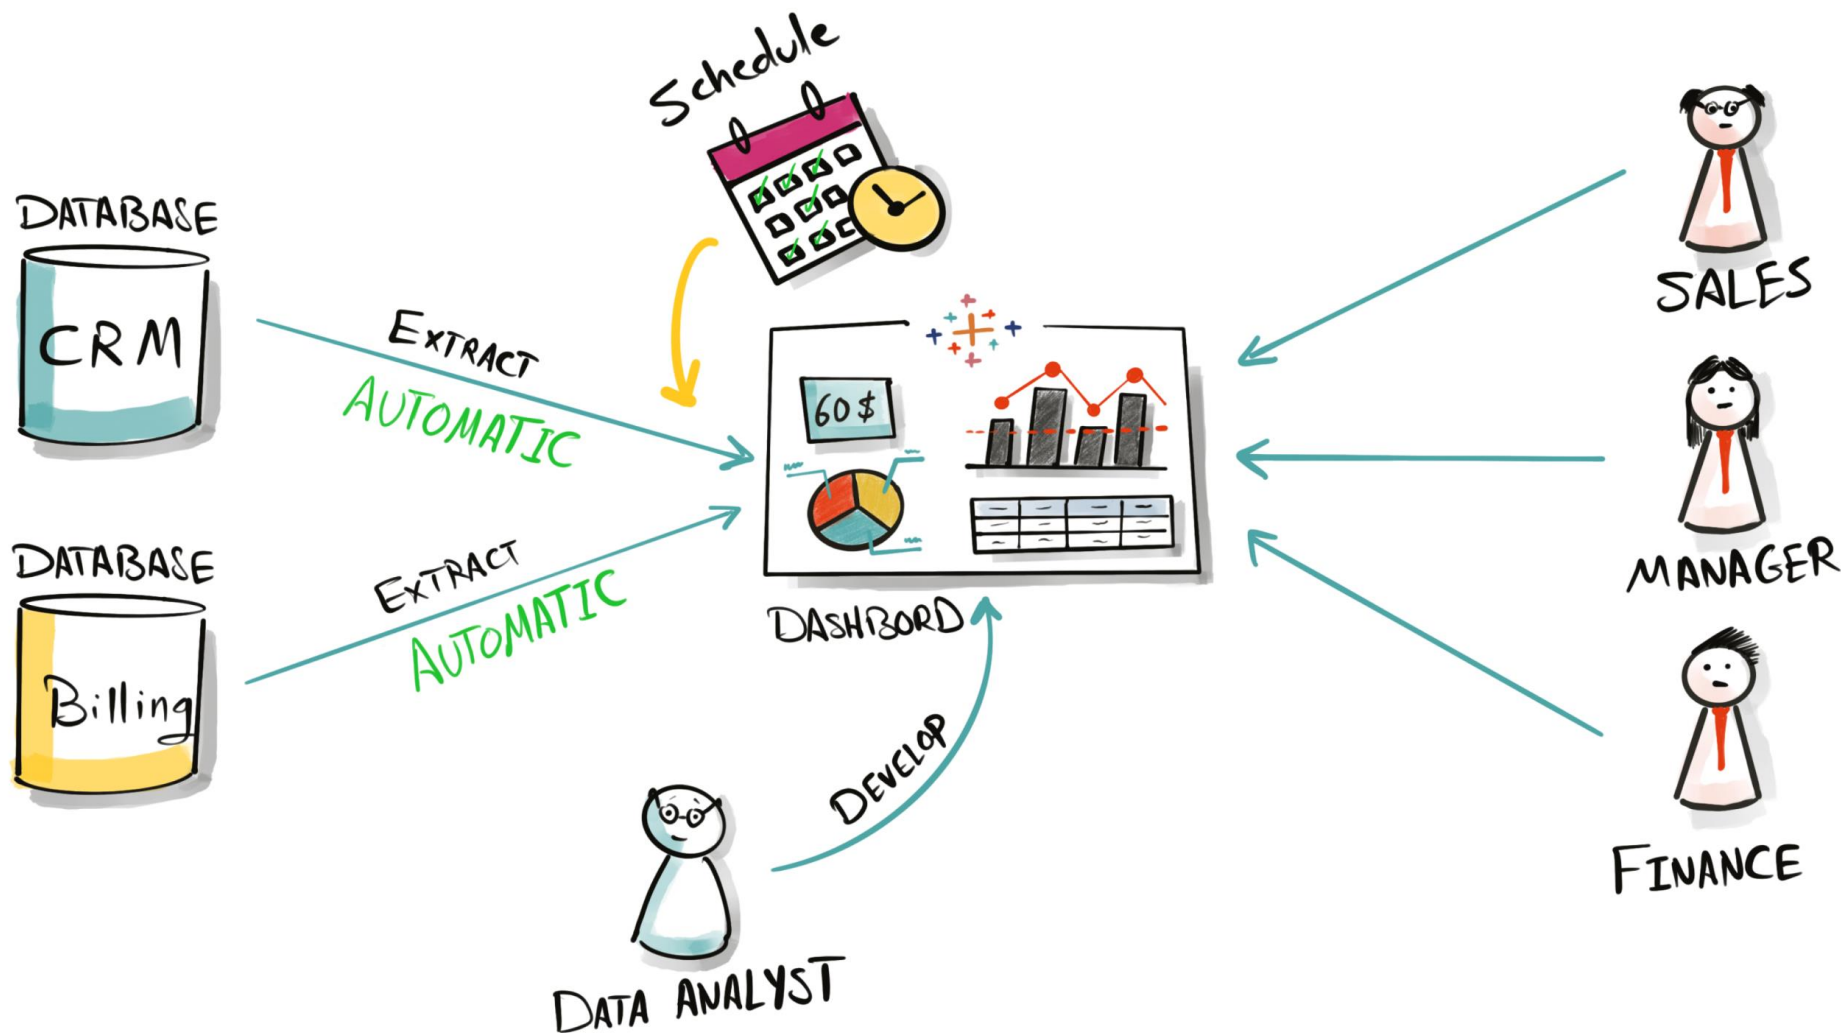 Schedule
DATABASE
CRM
EXTRACT
AUTOMATIC
DATABASE
Billing
EXTRACT
AUTOMATIC
60$
DASHBORD
DEVELOP
DATA ANALYST
SALES
MANAGER
FINANCE